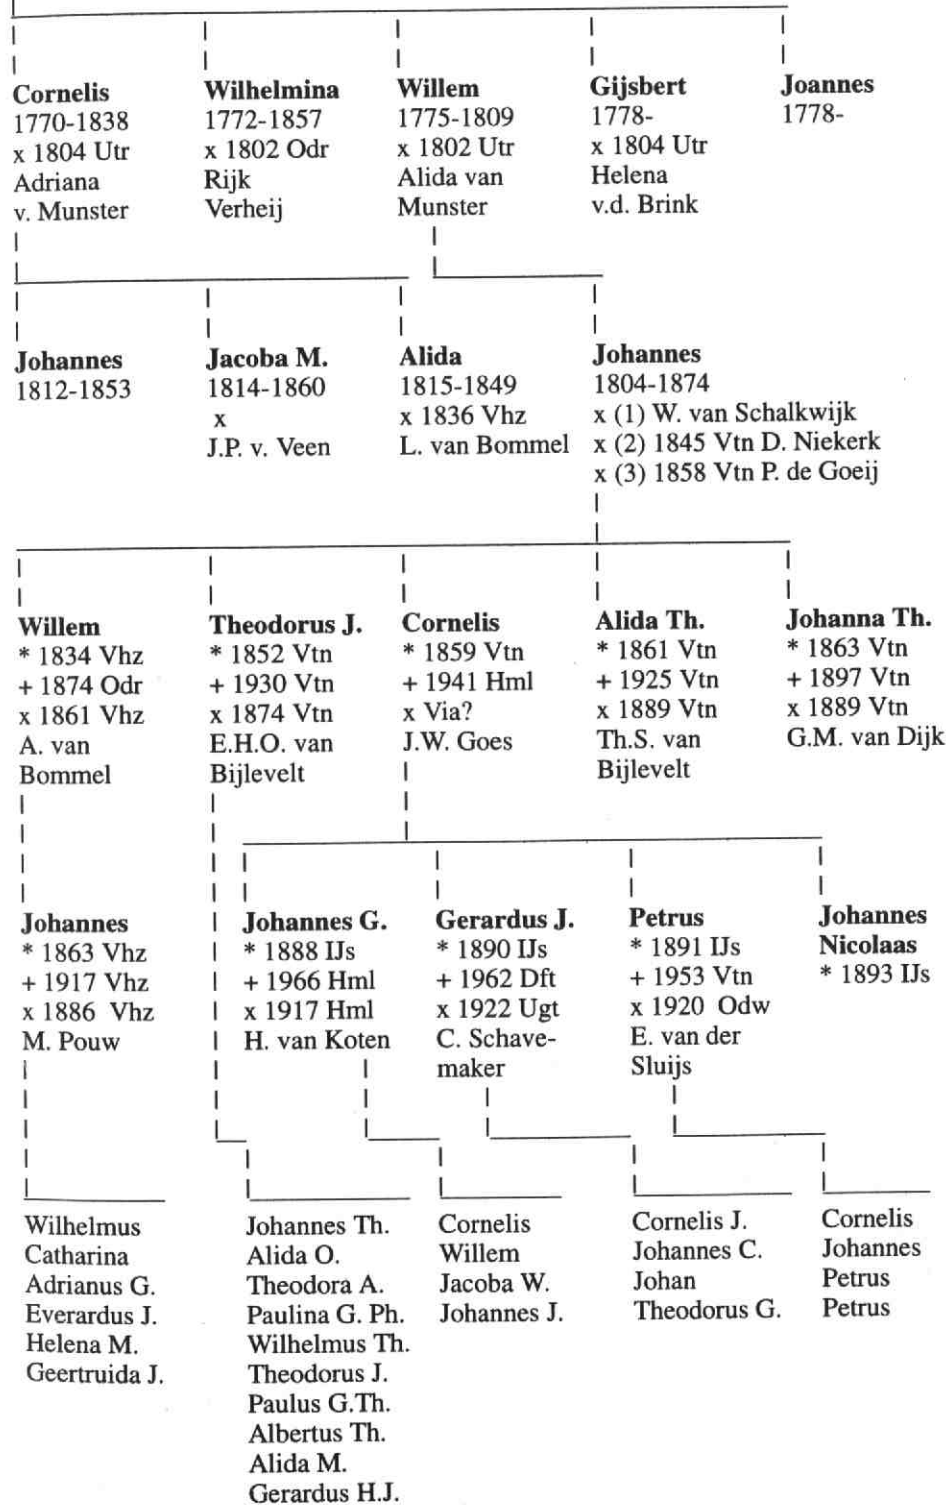 Cornelis
1770-1838
x 1804 Utr
Adriana
v. Munster
Wilhelmina
1772-1857
x 1802 Odr
Rijk
Verheij
Willem
1775-1809
x 1802 Utr
Alida van
Munster
Gijsbert
1778-
x 1804 Utr
Helena
v.d. Brink
Joannes
1778-
Johannes
1812-1853
Jacoba M.
1814-1860
x
J.P. v. Veen
Alida
1815-1849
x 1836 Vhz
L. van Bommel
Johannes
1804-1874
x (1) W. van Schalkwijk
x (2) 1845 Vtn D. Niekerk
x (3) 1858 Vtn P. de Goeij
Willem
* 1834 Vhz
+ 1874 Odr
x 1861 Vhz
A. van
Bommel
Theodorus J.
* 1852 Vtn
+ 1930 Vtn
x 1874 Vtn
E.H.O. van
Bijlevelt
Cornelis
* 1859 Vtn
+ 1941 Hml
x Via?
J.W. Goes
Alida Th.
* 1861 Vtn
+ 1925 Vtn
x 1889 Vtn
Th.S. van
Bijlevelt
Johanna Th.
* 1863 Vtn
+ 1897 Vtn
x 1889 Vtn
G.M. van Dijk
Johannes
* 1863 Vhz
+ 1917 Vhz
x 1886 Vhz
M. Pouw
Johannes G.
* 1888 IJs
+ 1966 Hml
x 1917 Hml
H. van Koten
Gerardus J.
* 1890 IJs
+ 1962 Dft
x 1922 Ugt
C. Schave-
maker
Petrus
* 1891 IJs
+ 1953 Vtn
x 1920 Odw
E. van der
Sluijs
Johannes
Nicolaas
* 1893 IJs
Wilhelmus
Catharina
Adrianus G.
Everardus J.
Helena M.
Geertruida J.
Johannes Th.
Alida O.
Theodora A.
Paulina G. Ph.
Wilhelmus Th.
Theodorus J.
Paulus G.Th.
Albertus Th.
Alida M.
Gerardus H.J.
Cornelis
Willem
Jacoba W.
Johannes J.
Cornelis J.
Johannes C.
Johan
Theodorus G.
Cornelis
Johannes
Petrus
Petrus